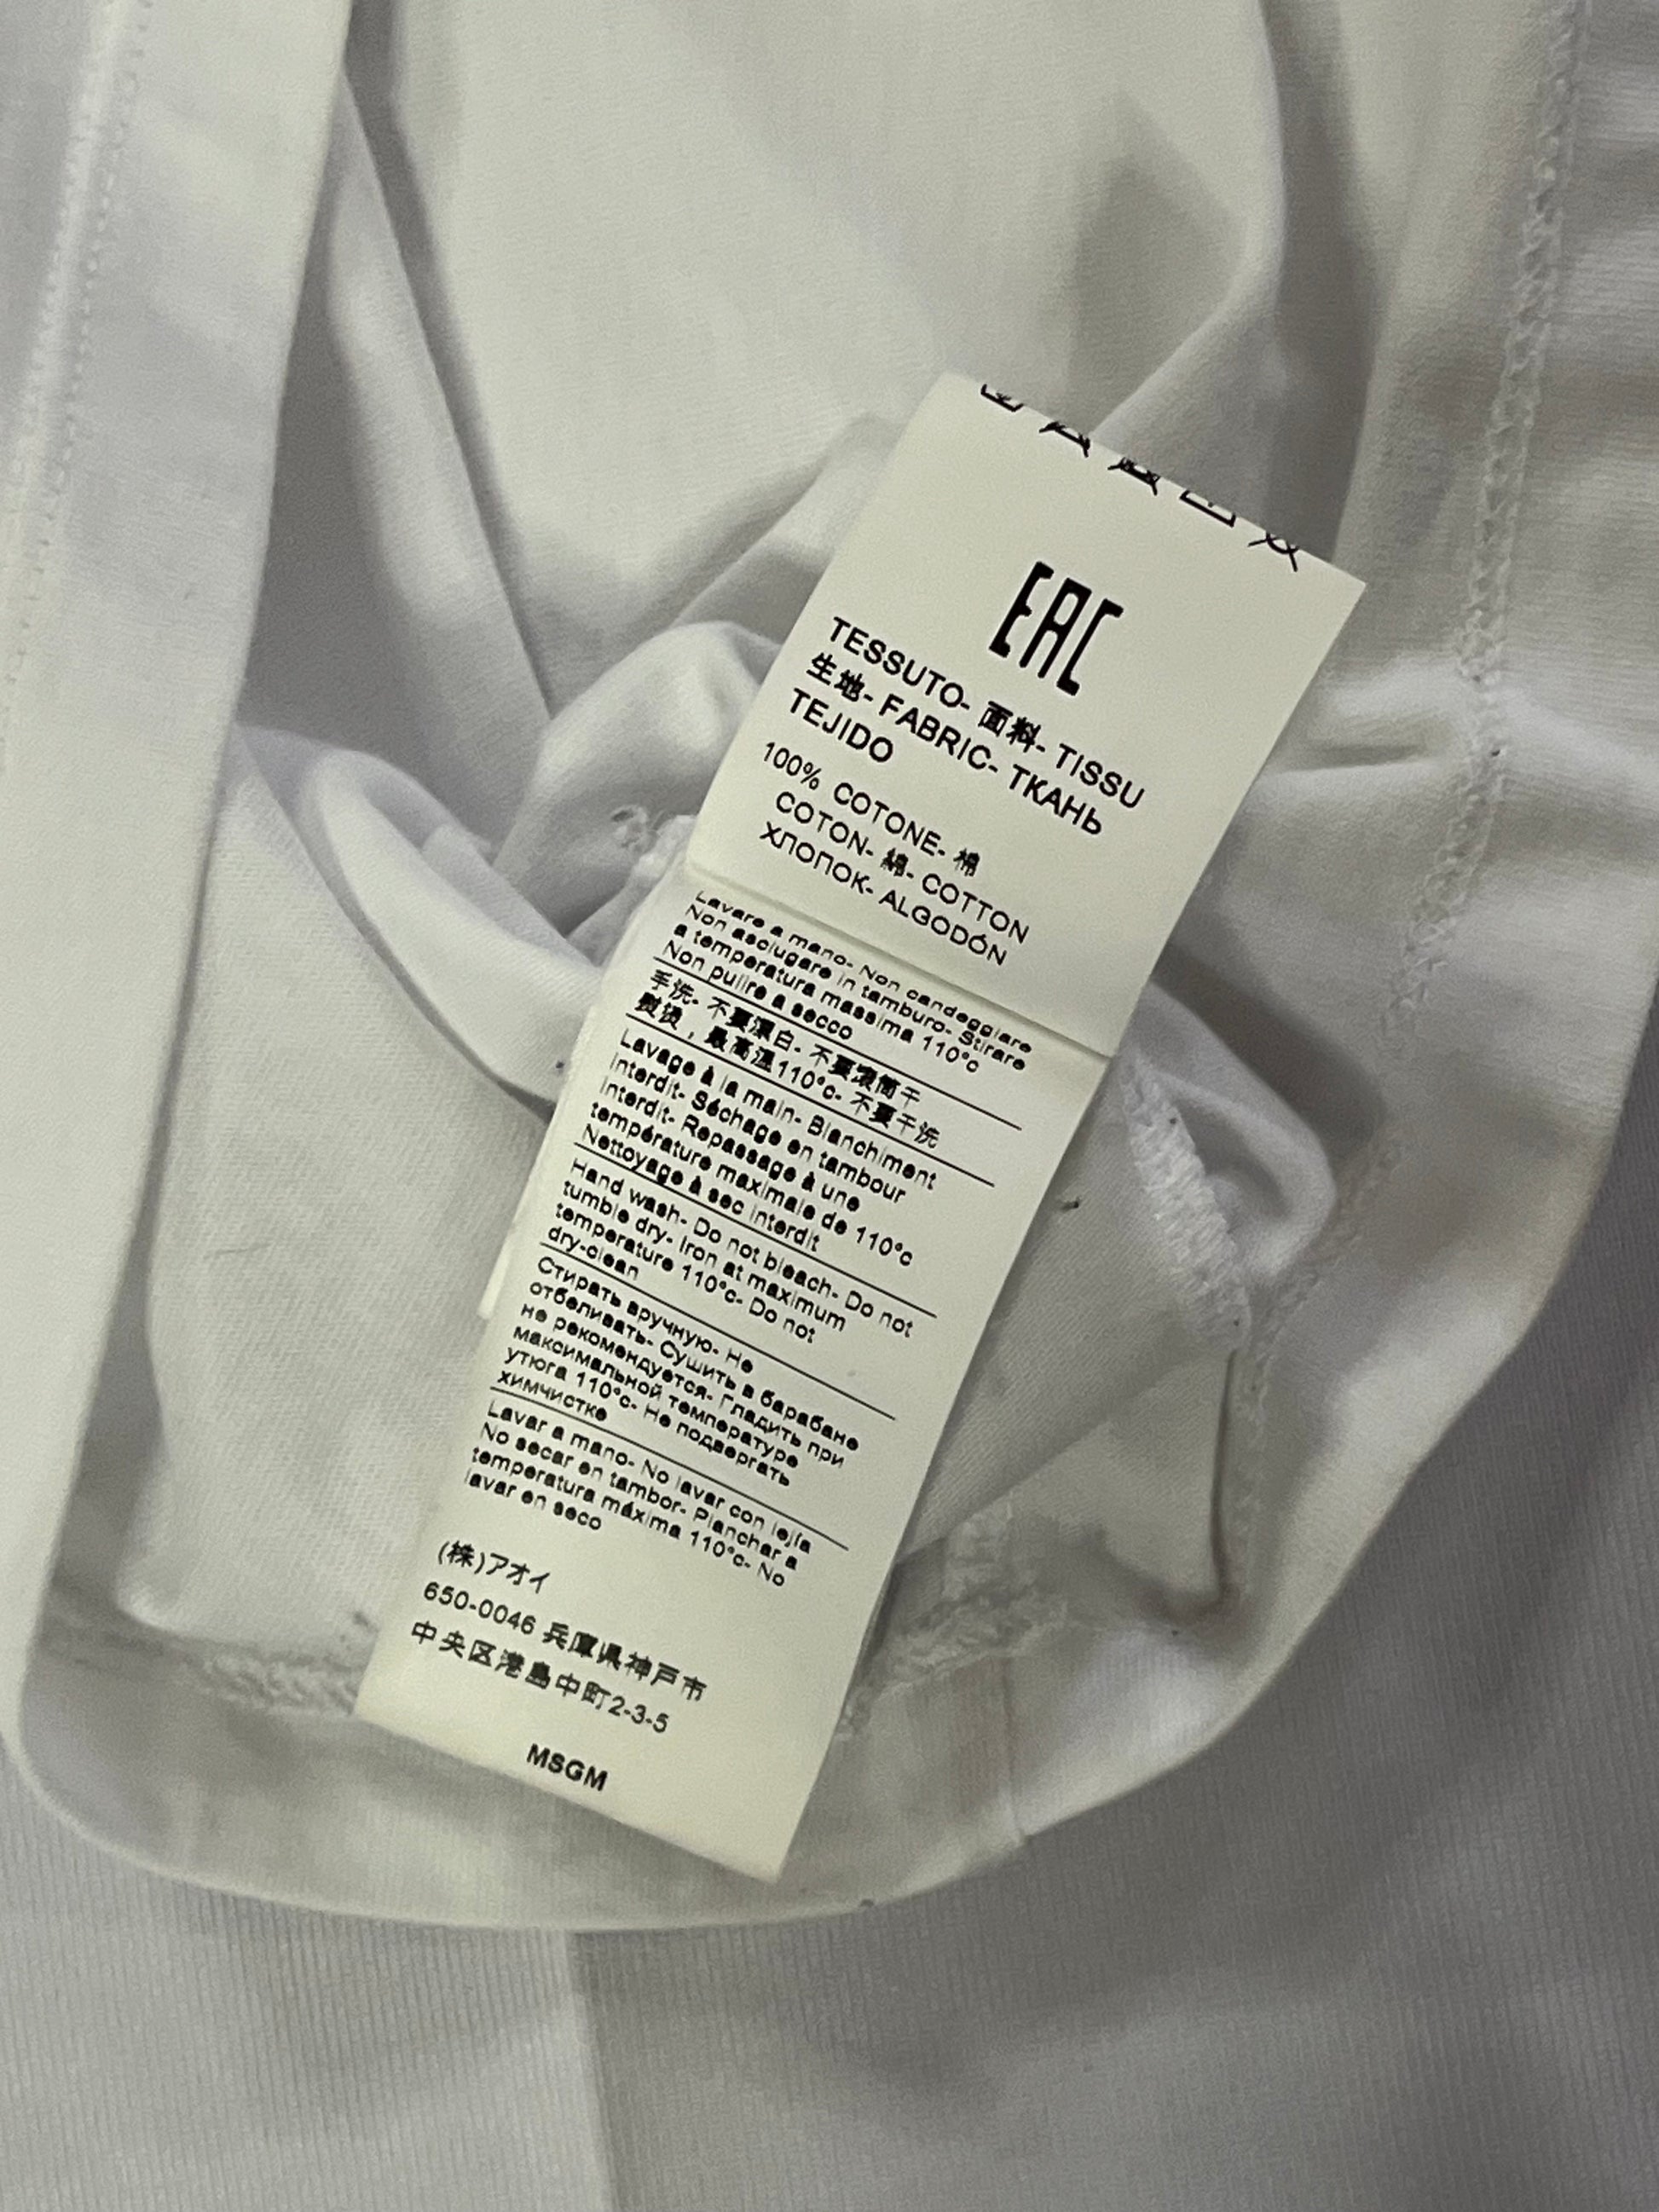 EAC
TESSUTO- 面料- TISSU
生地- FABRIC- ТКАНЬ
TEJIDO
100% COTONE- 棉
COTON- 綿- COTTON
ХЛОПОК- ALGODÓN
Lavare a mano- Non candeggiare
Non asciugare in tamburo- Stirare
a temperatura massima 110°c
Non pulire a secco
手洗- 不要漂白- 不要滚筒干
熨烫，最高温110°c- 不要干洗
Lavage à la main- Blanchiment
interdit- Séchage en tambour
interdit- Repassage à une
température maximale de 110°c
Nettoyage à sec interdit
Hand wash- Do not bleach- Do not
tumble dry- Iron at maximum
temperature 110°c- Do not
dry-clean
Стирать вручную- Не
отбеливать- Сушить в барабане
не рекомендуется- Гладить при
максимальной температуре
утюга 110°c- Не подвергать
химчистке
Lavar a mano- No lavar con lejía
No secar en tambor- Planchar a
temperatura máxima 110°c- No
lavar en seco
(株)アオイ
650-0046 兵庫県神戸市
中央区港島中町2-3-5
MSGM